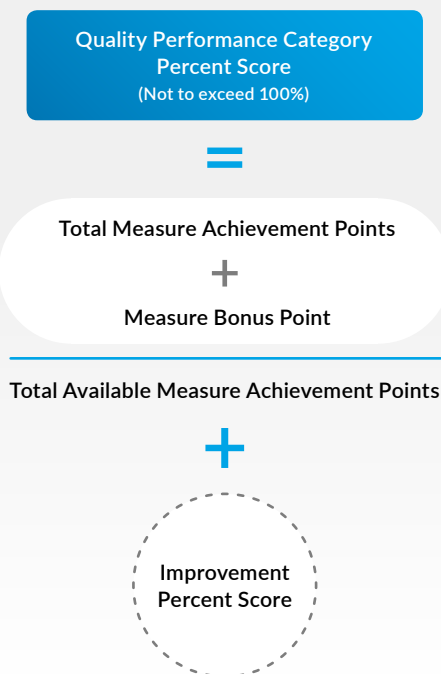 Quality Performance Category
Percent Score
(Not to exceed 100%)
=
Total Measure Achievement Points
+
Measure Bonus Point
Total Available Measure Achievement Points
+
Improvement
Percent Score